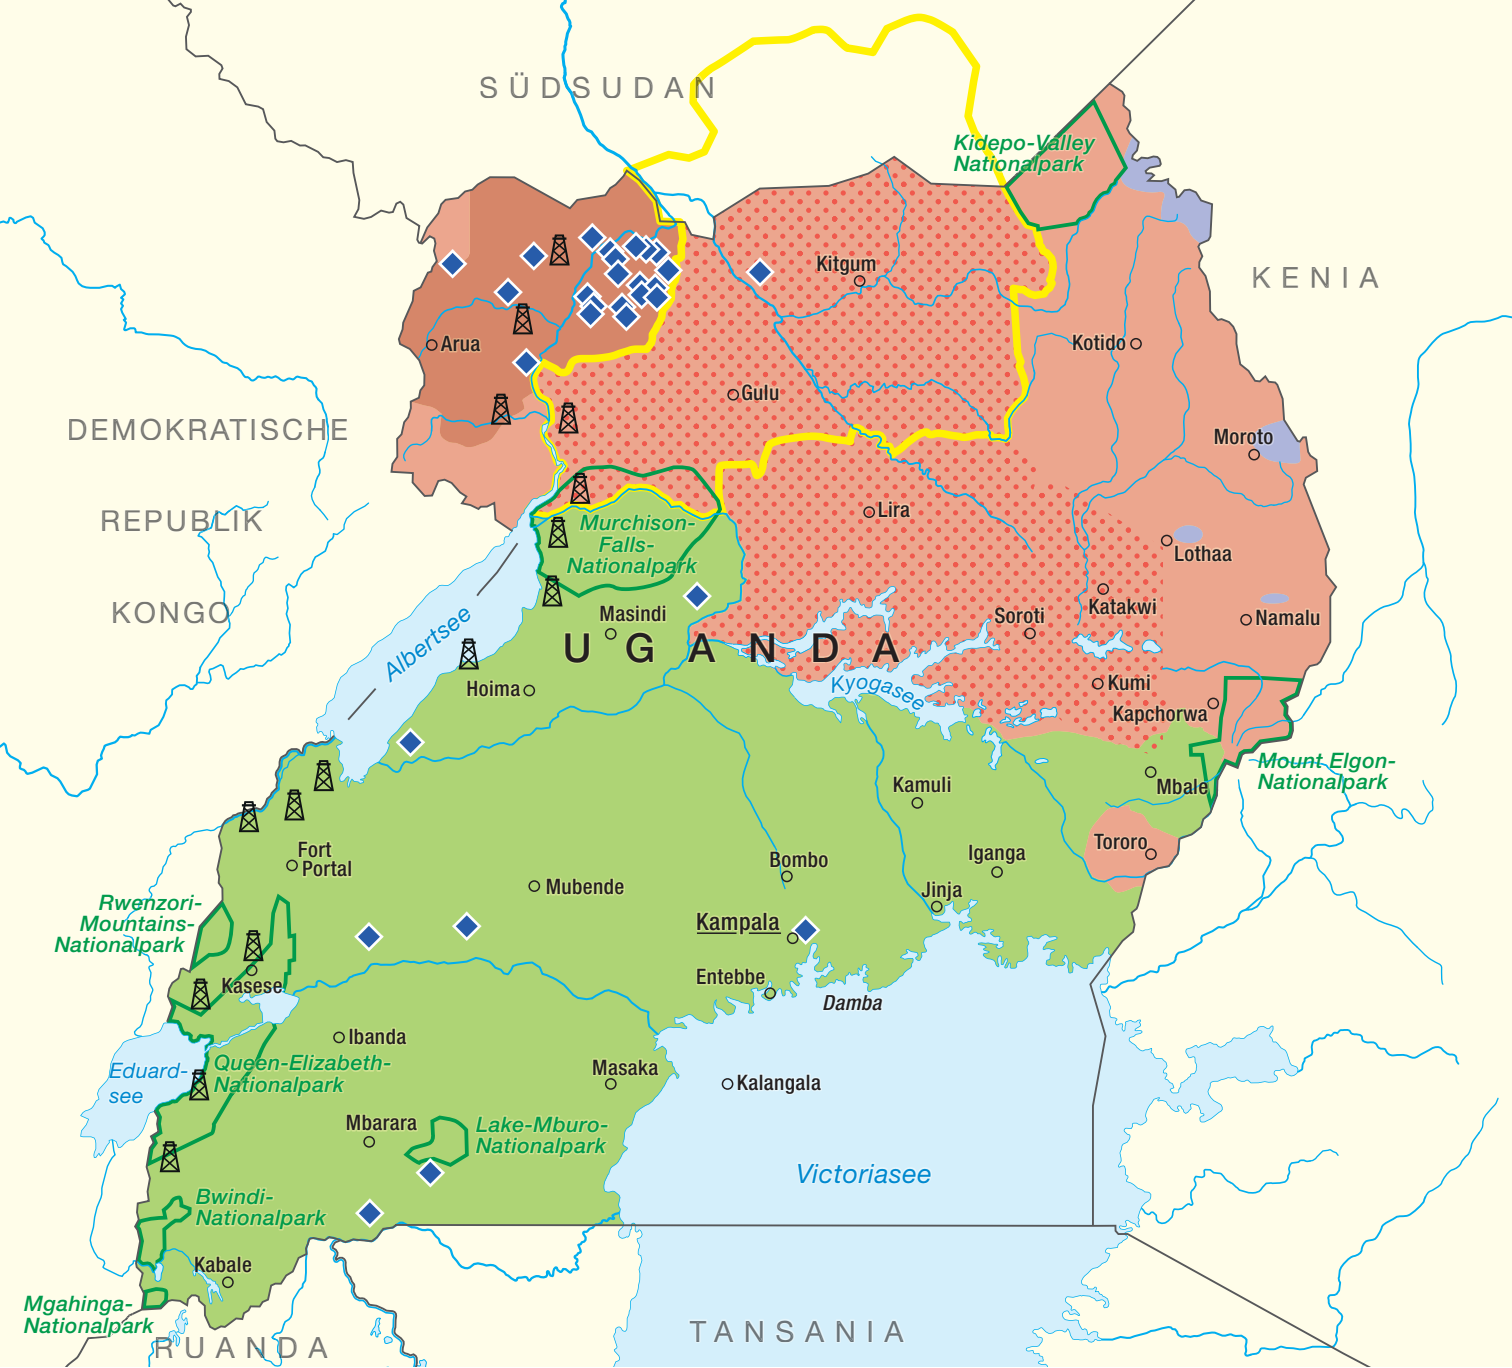 SÜDSUDAN
Kidepo-Valley
Nationalpark
Kitgum
KENIA
Arua
Kotido
Gulu
DEMOKRATISCHE
Moroto
REPUBLIK
Lira
Murchison-
Falls-
Nationalpark
Lothaa
KONGO
Albertsee
Masindi
Soroti
Katakwi
Namalu
UGANDA
Hoima
Kyogasee
Kumi
Kapchorwa
Mount Elgon-
Nationalpark
Kamuli
Mbale
Fort
Portal
Tororo
Bombo
Iganga
Mubende
Jinja
Rwenzori-
Mountains-
Nationalpark
Kampala
Kasese
Entebbe
Damba
Ibanda
Eduard-
see
Queen-Elizabeth-
Nationalpark
Masaka
Kalangala
Mbarara
Lake-Mburo-
Nationalpark
Victoriasee
Bwindi-
Nationalpark
Kabale
Mgahinga-
Nationalpark
RUANDA
TANSANIA